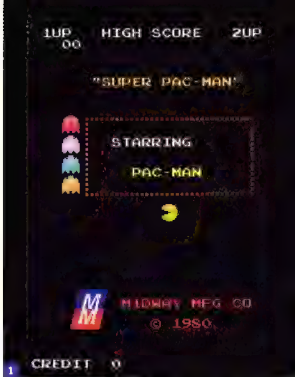 1UP HIGH SCORE 2UP
00
"SUPER PAC-MAN"
STARRING
PAC-MAN
MM
MIDWAY MFG CO
© 1980
CREDIT 0
1